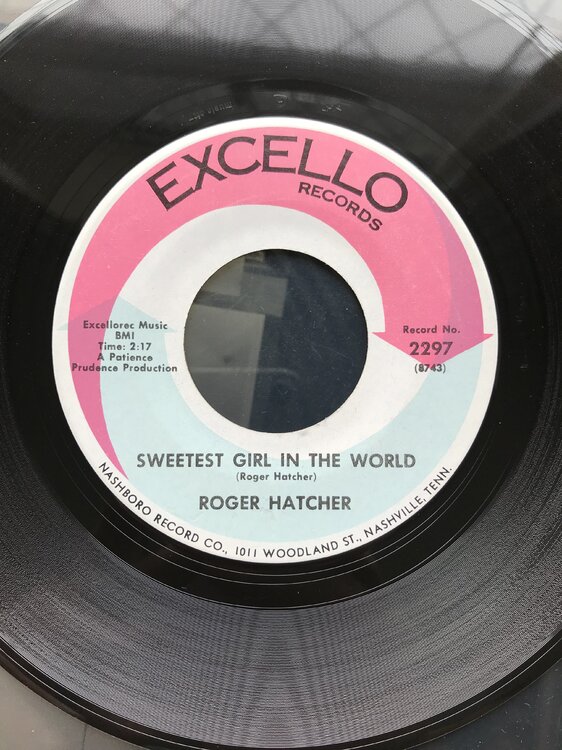 EXCELLO
RECORDS
Excellorec Music
BMI
Time: 2:17
A Patience
Prudence Production
Record No.
2297
(8743)
SWEETEST GIRL IN THE WORLD
(Roger Hatcher)
ROGER HATCHER
NASHBORO RECORD CO., 1011 WOODLAND ST., NASHVILLE, TENN.